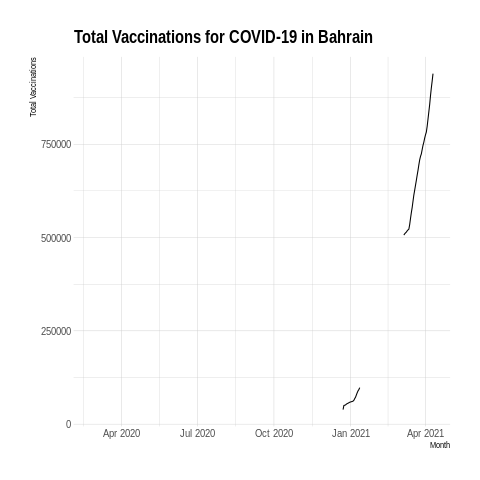 Total Vaccinations for COVID-19 in Bahrain
Total Vaccinations
750000
500000
250000
0
Apr 2020 Jul 2020 Oct 2020 Jan 2021 Apr 2021
Month